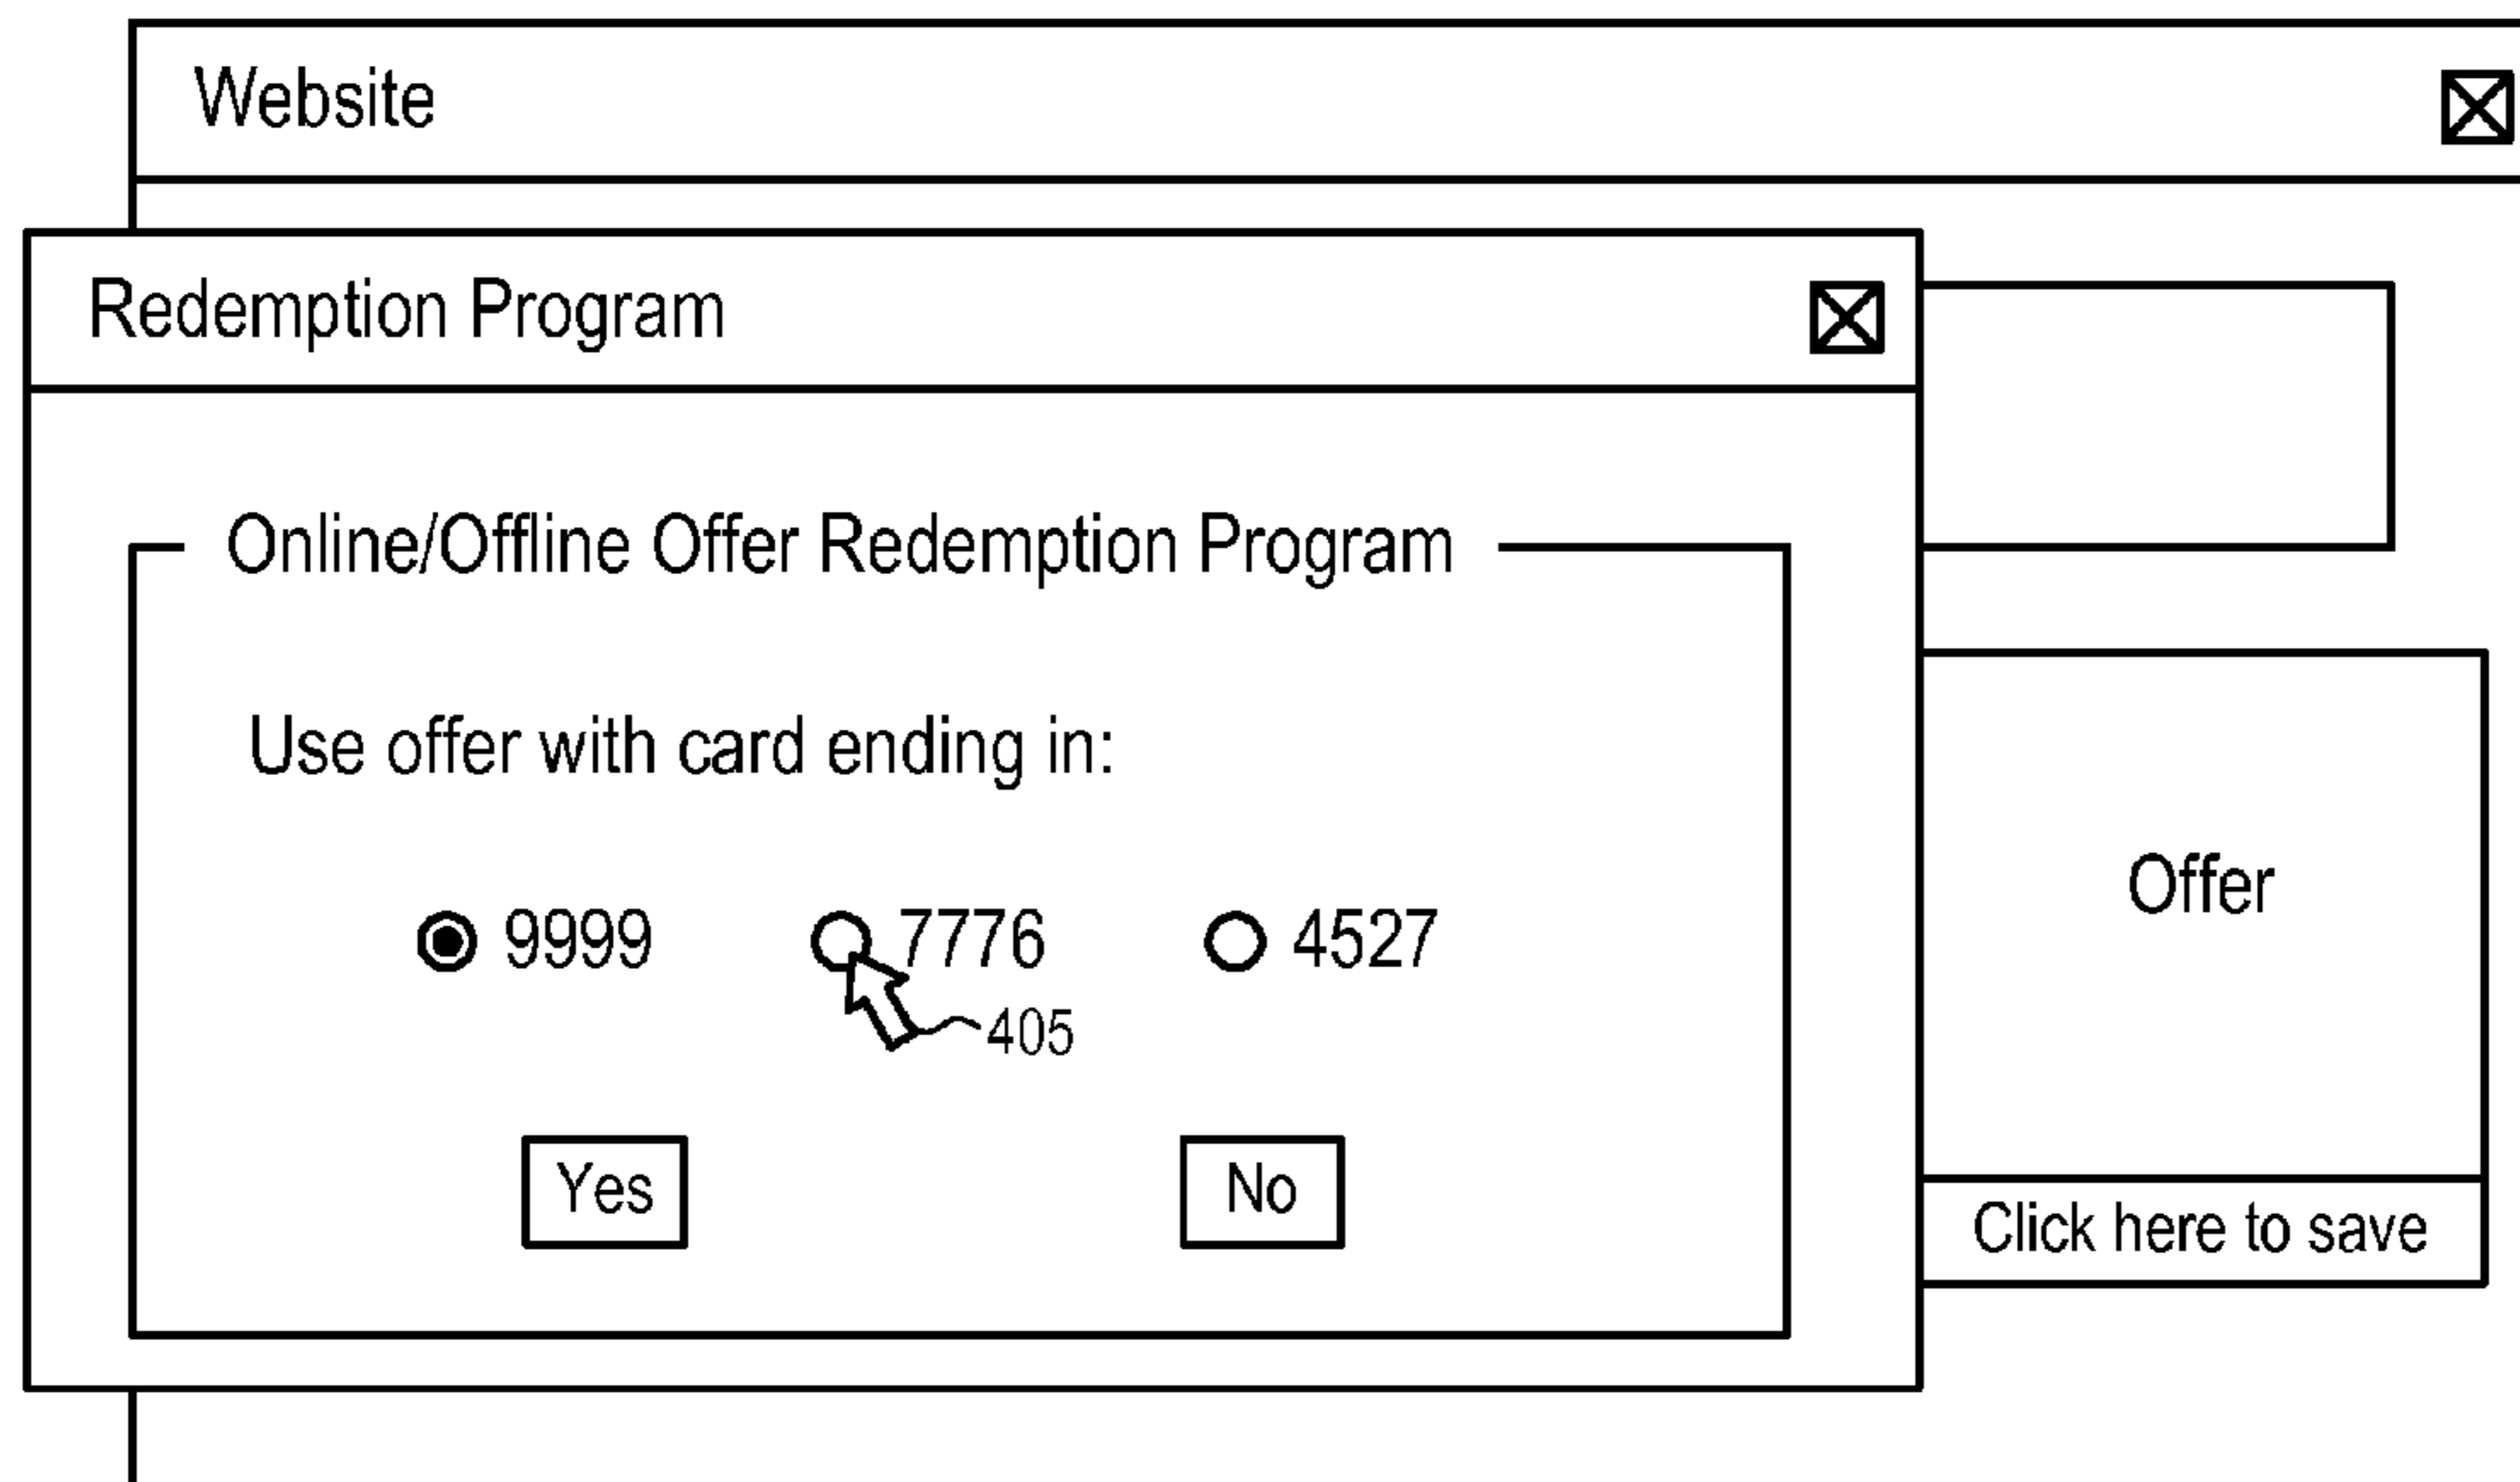 Website
Redemption Program
Online/Offline Offer Redemption Program
Use offer with card ending in:
9999 7776 4527
405
Yes No
Offer
Click here to save